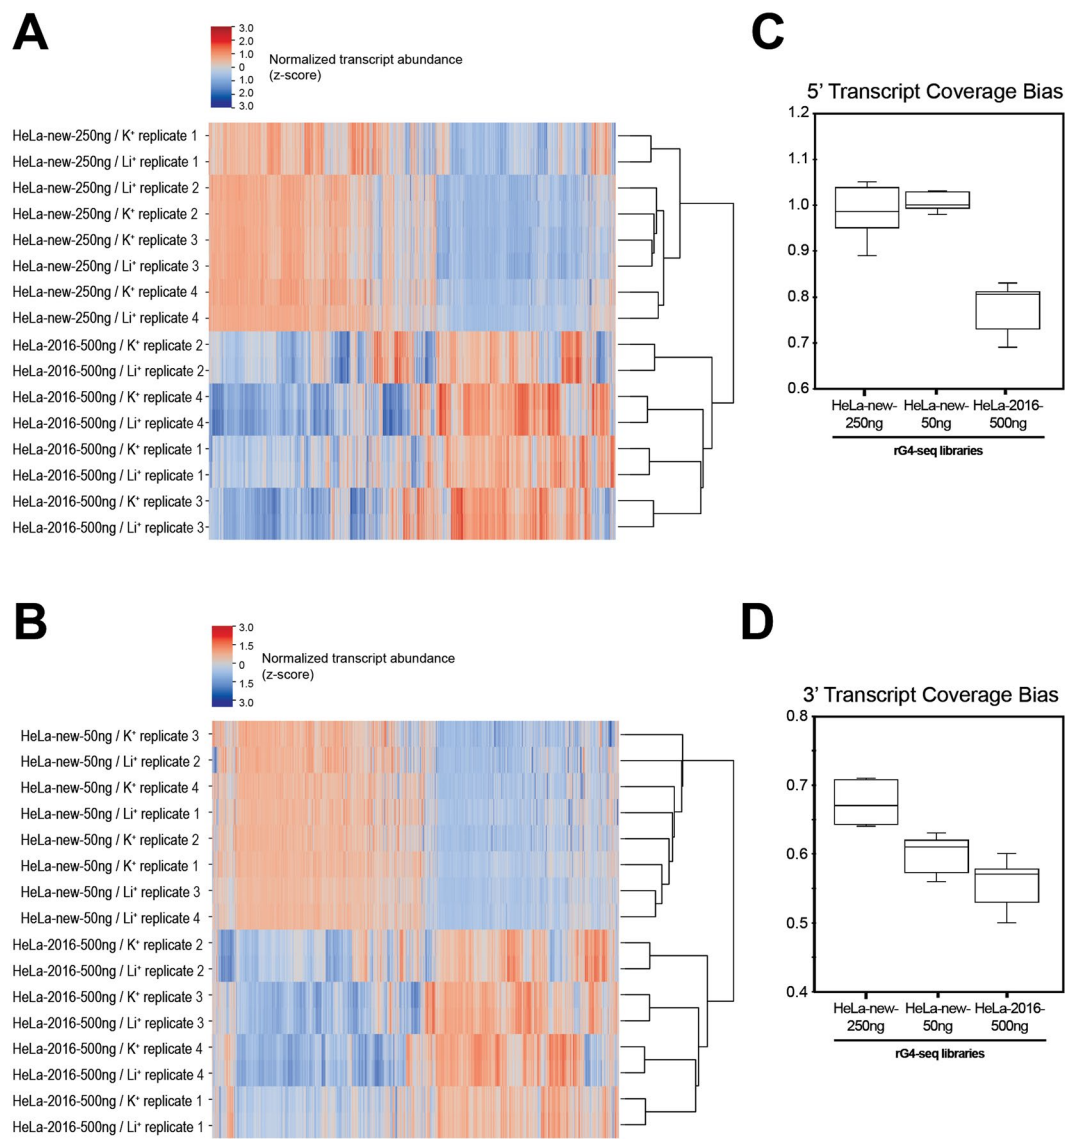 A
3.0
2.0
1.0
0
1.0
2.0
3.0
Normalized transcript abundance
(z-score)
HeLa-new-250ng / K⁺ replicate 1
HeLa-new-250ng / Li⁺ replicate 1
HeLa-new-250ng / Li⁺ replicate 2
HeLa-new-250ng / K⁺ replicate 2
HeLa-new-250ng / K⁺ replicate 3
HeLa-new-250ng / Li⁺ replicate 3
HeLa-new-250ng / K⁺ replicate 4
HeLa-new-250ng / Li⁺ replicate 4
HeLa-2016-500ng / K⁺ replicate 2
HeLa-2016-500ng / Li⁺ replicate 2
HeLa-2016-500ng / K⁺ replicate 4
HeLa-2016-500ng / Li⁺ replicate 4
HeLa-2016-500ng / K⁺ replicate 1
HeLa-2016-500ng / Li⁺ replicate 1
HeLa-2016-500ng / K⁺ replicate 3
HeLa-2016-500ng / Li⁺ replicate 3
C
5’ Transcript Coverage Bias
1.2
1.1
1.0
0.9
0.8
0.7
0.6
HeLa-new- HeLa-new- HeLa-2016-
250ng 50ng 500ng
rG4-seq libraries
B
3.0
1.5
0
1.5
3.0
Normalized transcript abundance
(z-score)
HeLa-new-50ng / K⁺ replicate 3
HeLa-new-50ng / Li⁺ replicate 2
HeLa-new-50ng / K⁺ replicate 4
HeLa-new-50ng / Li⁺ replicate 1
HeLa-new-50ng / K⁺ replicate 2
HeLa-new-50ng / K⁺ replicate 1
HeLa-new-50ng / Li⁺ replicate 3
HeLa-new-50ng / Li⁺ replicate 4
HeLa-2016-500ng / K⁺ replicate 2
HeLa-2016-500ng / Li⁺ replicate 2
HeLa-2016-500ng / K⁺ replicate 3
HeLa-2016-500ng / Li⁺ replicate 3
HeLa-2016-500ng / K⁺ replicate 4
HeLa-2016-500ng / Li⁺ replicate 4
HeLa-2016-500ng / K⁺ replicate 1
HeLa-2016-500ng / Li⁺ replicate 1
D
3’ Transcript Coverage Bias
0.8
0.7
0.6
0.5
0.4
HeLa-new- HeLa-new- HeLa-2016-
250ng 50ng 500ng
rG4-seq libraries